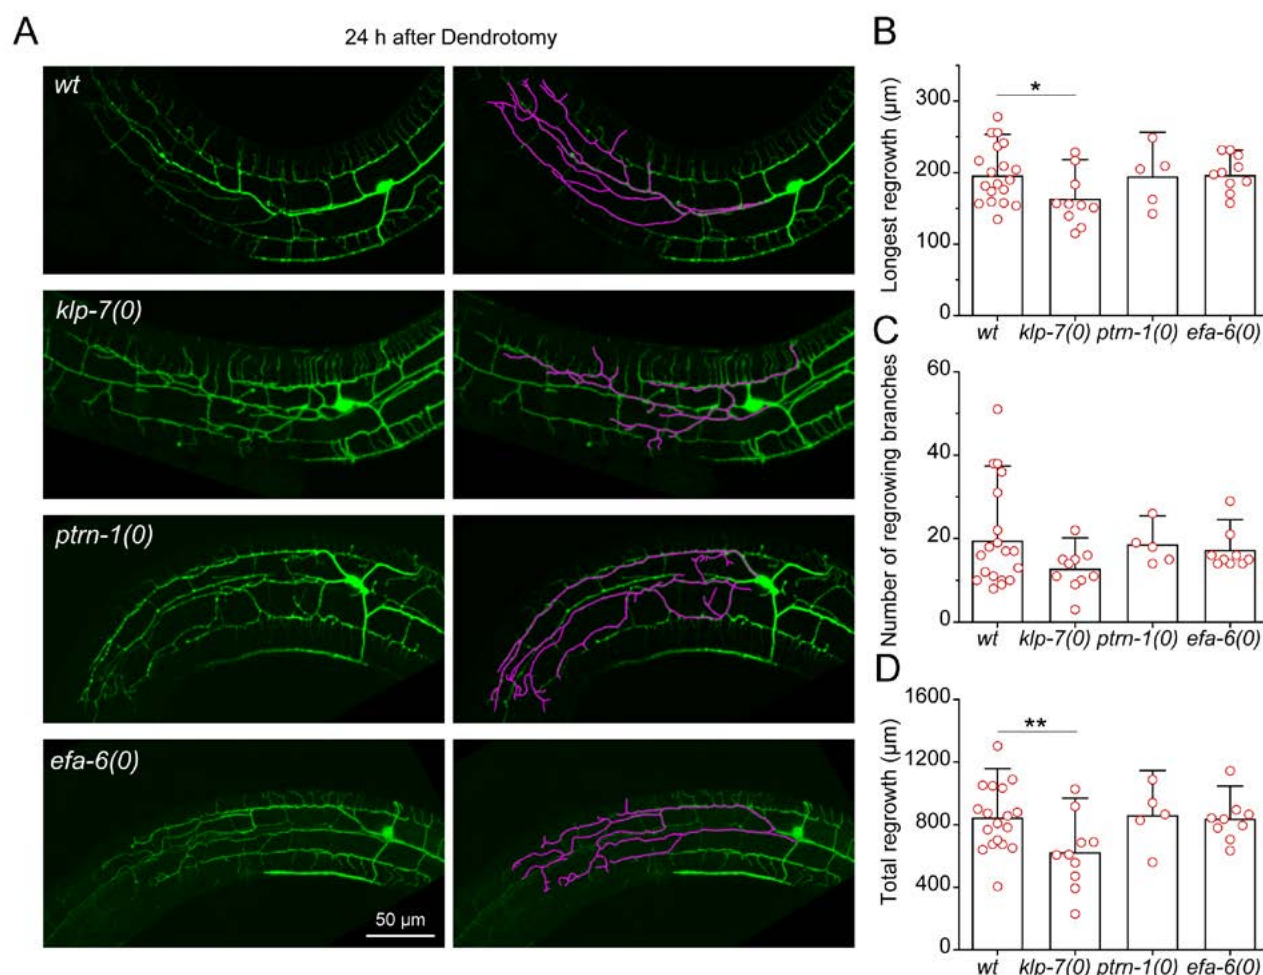 A
24 h after Dendrotomy
wt
klp-7(0)
ptrn-1(0)
efa-6(0)
50 µm
B
Longest regrowth (µm)
300
200
100
0
*
wt klp-7(0) ptrn-1(0) efa-6(0)
C
Number of regrowing branches
60
40
20
0
wt klp-7(0) ptrn-1(0) efa-6(0)
D
Total regrowth (µm)
1600
1200
800
400
0
**
wt klp-7(0) ptrn-1(0) efa-6(0)